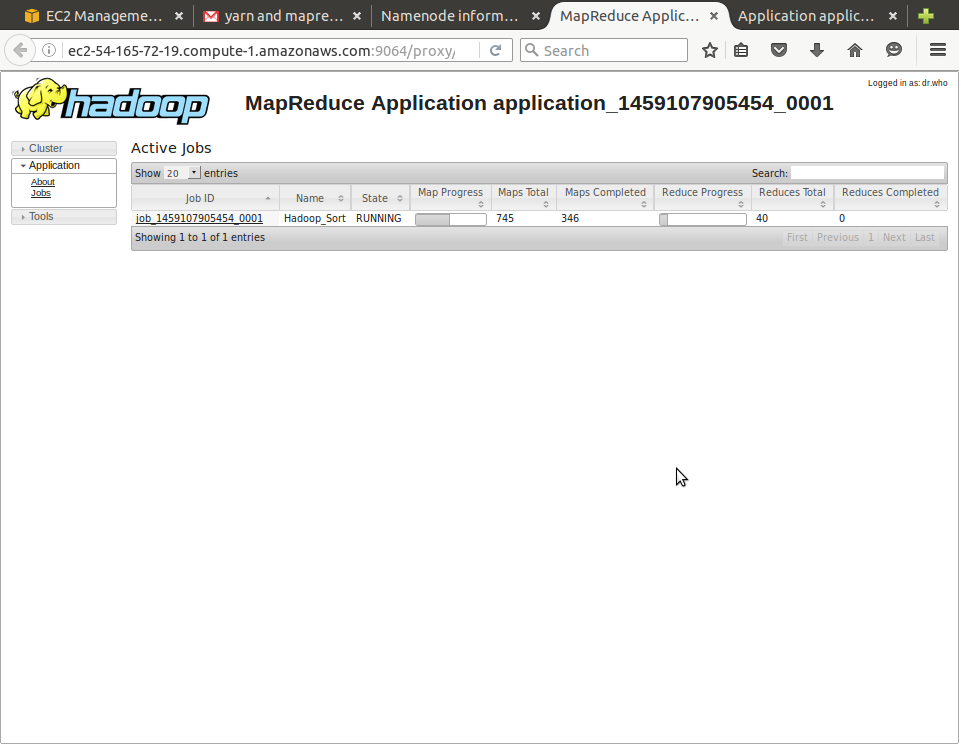 EC2 Manageme... yarn and mapre... Namenode inform... MapReduce Applic... Application applic...
ec2-54-165-72-19.compute-1.amazonaws.com:9064/proxy/ Search
Logged in as: dr.who
hadoop MapReduce Application application_1459107905454_0001
Cluster
Application
About
Jobs
Tools
Active Jobs
Show 20 entries Search:
Job ID Name State Map Progress Maps Total Maps Completed Reduce Progress Reduces Total Reduces Completed
job_1459107905454_0001 Hadoop_Sort RUNNING 745 346 40 0
Showing 1 to 1 of 1 entries First Previous 1 Next Last